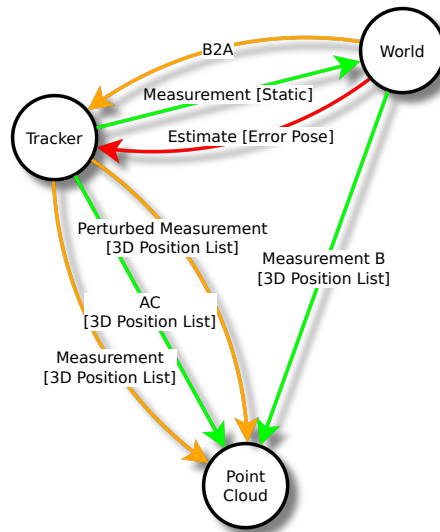 B2A
World
Measurement [Static]
Tracker
Estimate [Error Pose]
Perturbed Measurement
[3D Position List]
Measurement B
[3D Position List]
AC
[3D Position List]
Measurement
[3D Position List]
Point
Cloud